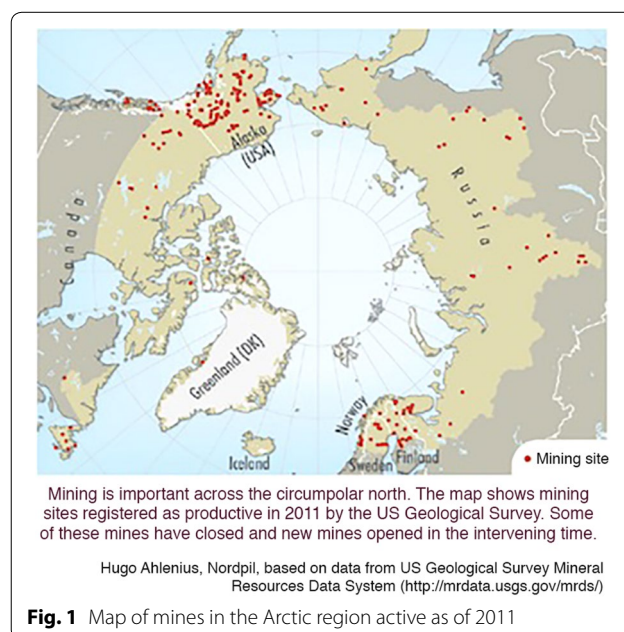 Alaska
(USA)
Canada
Russia
Greenland (DK)
Norway
Iceland
Sweden
Finland
Mining site
Mining is important across the circumpolar north. The map shows mining
sites registered as productive in 2011 by the US Geological Survey. Some
of these mines have closed and new mines opened in the intervening time.
Hugo Ahlenius, Nordpil, based on data from US Geological Survey Mineral
Resources Data System (http://mrdata.usgs.gov/mrds/)
Fig. 1 Map of mines in the Arctic region active as of 2011